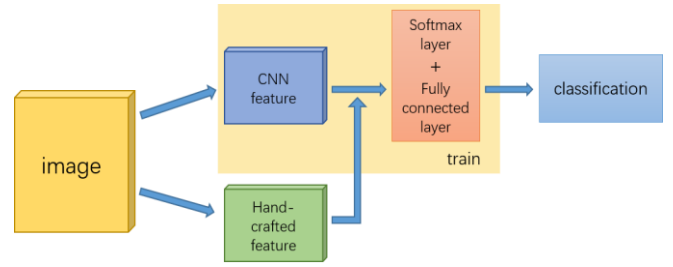 image
CNN
feature
Hand-
crafted
feature
Softmax
layer
+
Fully
connected
layer
train
classification